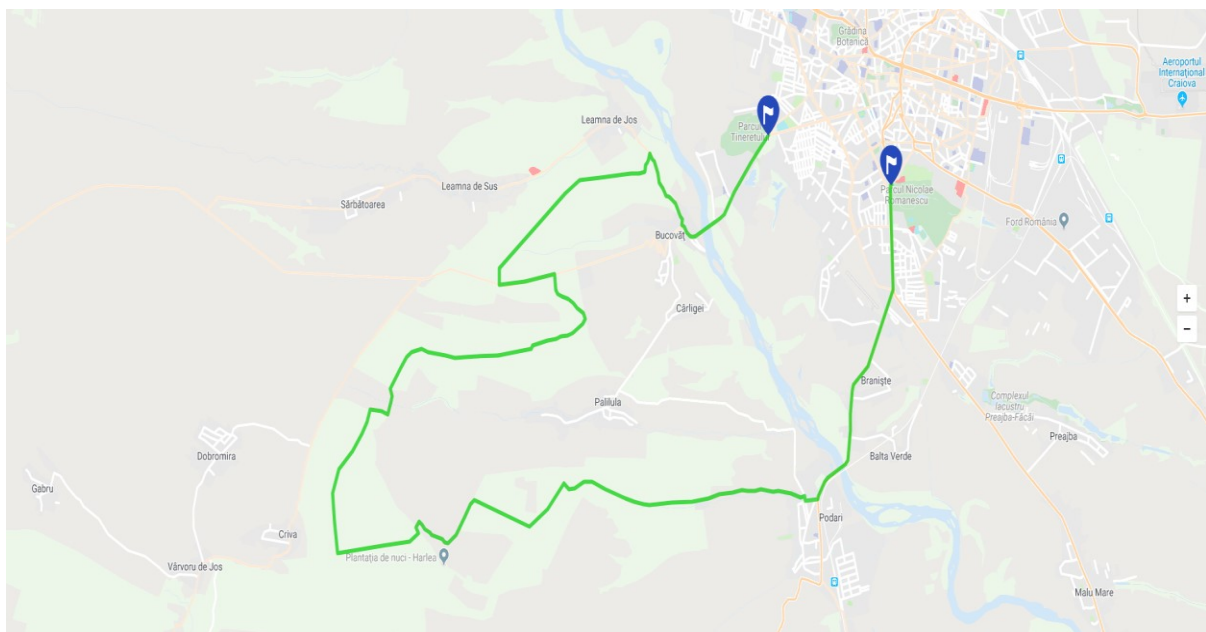 Grădina
Botanică
Aeroportul
Internațional
Craiova
Parcul
Tineretului
Leamna de Jos
Leamna de Sus
Sărbătoarea
Parcul Nicolae
Romanescu
Ford România
Bucovăț
Cârligei
+
−
Braniște
Complexul
lacustru
Preajba-Făcăi
Palilula
Preajba
Dobromira
Balta Verde
Gabru
Podari
Criva
Plantația de nuci - Harlea
Vârvoru de Jos
Malu Mare